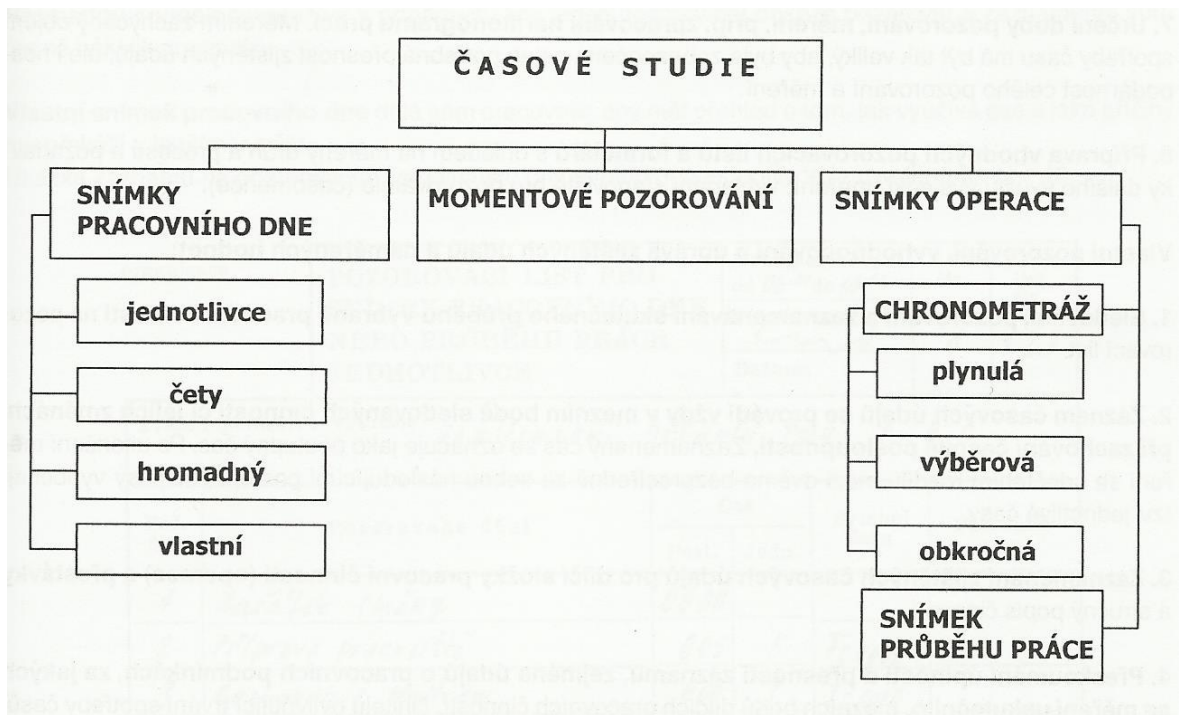 ČASOVÉ STUDIE
SNÍMKY
PRACOVNÍHO DNE
jednotlivce
čety
hromadný
vlastní
MOMENTOVÉ POZOROVÁNÍ
SNÍMKY OPERACE
CHRONOMETRÁŽ
plynulá
výběrová
obkročná
SNÍMEK
PRŮBĚHU PRÁCE